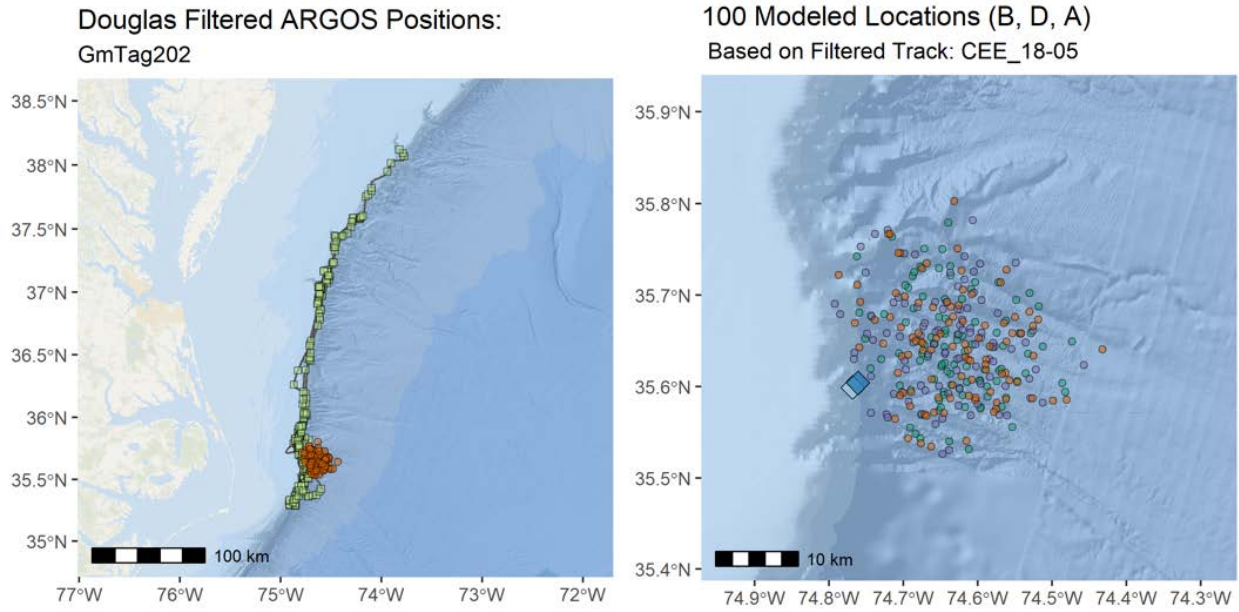 Douglas Filtered ARGOS Positions:
GmTag202
38.5°N
38°N
37.5°N
37°N
36.5°N
36°N
35.5°N
35°N
100 km
77°W 76°W 75°W 74°W 73°W 72°W
100 Modeled Locations (B, D, A)
Based on Filtered Track: CEE_18-05
35.9°N
35.8°N
35.7°N
35.6°N
35.5°N
35.4°N
10 km
74.9°W 74.8°W 74.7°W 74.6°W 74.5°W 74.4°W 74.3°W